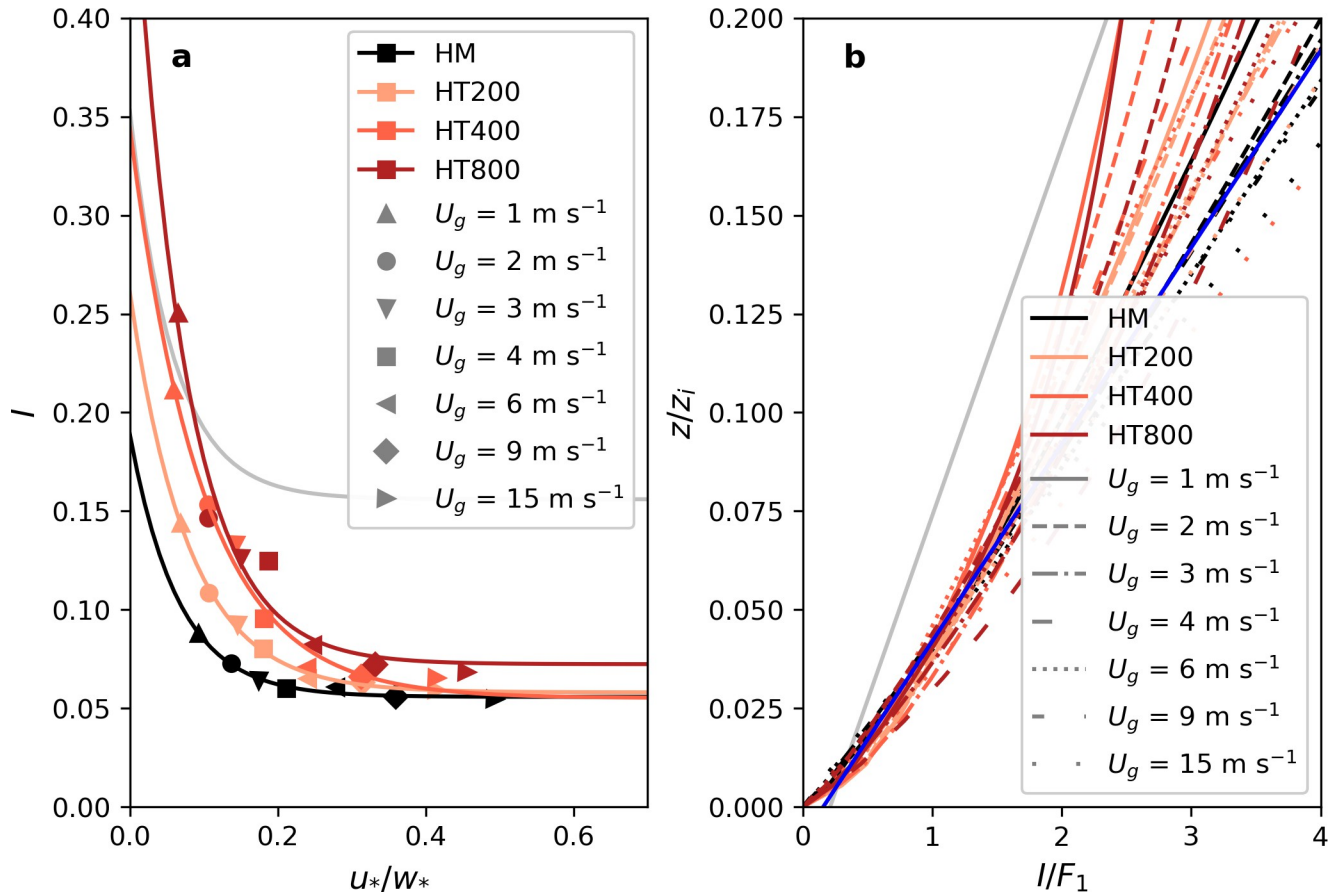 a
0.40
0.35
0.30
0.25
0.20
0.15
0.10
0.05
0.00
I
0.0
0.2
0.4
0.6
u*/w*
HM
HT200
HT400
HT800
U_g = 1 m s⁻¹
U_g = 2 m s⁻¹
U_g = 3 m s⁻¹
U_g = 4 m s⁻¹
U_g = 6 m s⁻¹
U_g = 9 m s⁻¹
U_g = 15 m s⁻¹
b
0.200
0.175
0.150
0.125
0.100
0.075
0.050
0.025
0.000
z/z_i
0
1
2
3
4
I/F₁
HM
HT200
HT400
HT800
U_g = 1 m s⁻¹
U_g = 2 m s⁻¹
U_g = 3 m s⁻¹
U_g = 4 m s⁻¹
U_g = 6 m s⁻¹
U_g = 9 m s⁻¹
U_g = 15 m s⁻¹